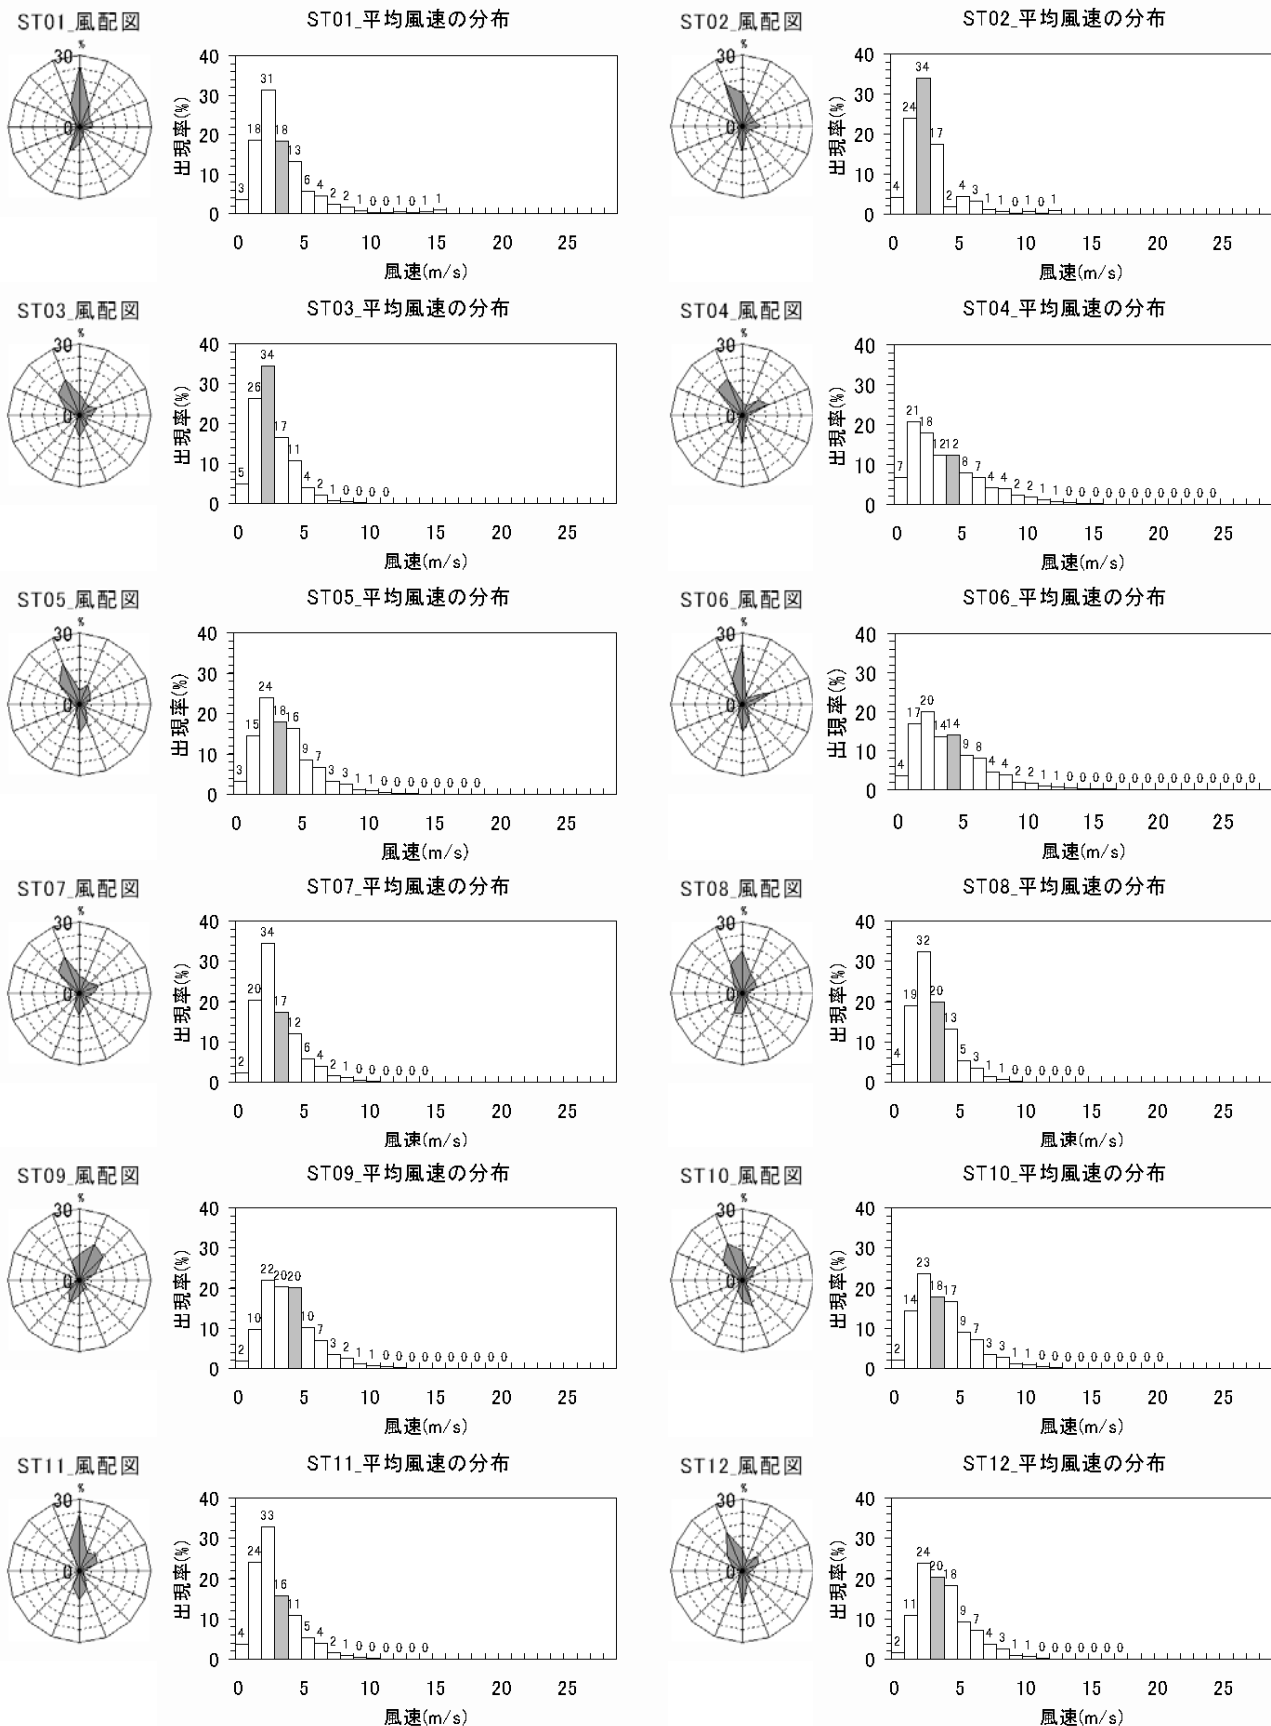 ST01_風配図
ST01_平均風速の分布
%
30
0
出現率(%)
40
30
20
10
0
3 18 31 18 13 6 4 2 2 1 0 0 1 0 1 1
0 5 10 15 20 25
風速(m/s)
ST02_風配図
ST02_平均風速の分布
%
30
0
出現率(%)
40
30
20
10
0
4 24 34 17 2 4 3 1 1 0 1 0 1
0 5 10 15 20 25
風速(m/s)
ST03_風配図
ST03_平均風速の分布
%
30
0
出現率(%)
40
30
20
10
0
5 26 34 17 11 4 2 1 0 0 0 0
0 5 10 15 20 25
風速(m/s)
ST04_風配図
ST04_平均風速の分布
%
30
0
出現率(%)
40
30
20
10
0
7 21 18 12 12 8 7 4 4 2 2 1 1 0 0 0 0 0 0 0 0 0 0 0 0
0 5 10 15 20 25
風速(m/s)
ST05_風配図
ST05_平均風速の分布
%
30
0
出現率(%)
40
30
20
10
0
3 15 24 18 16 9 7 3 3 1 1 0 0 0 0 0 0 0 0
0 5 10 15 20 25
風速(m/s)
ST06_風配図
ST06_平均風速の分布
%
30
0
出現率(%)
40
30
20
10
0
4 17 20 14 14 9 8 4 4 2 2 1 1 0 0 0 0 0 0 0 0 0 0 0 0 0 0 0
0 5 10 15 20 25
風速(m/s)
ST07_風配図
ST07_平均風速の分布
%
30
0
出現率(%)
40
30
20
10
0
2 20 34 17 12 6 4 2 1 0 0 0 0 0 0
0 5 10 15 20 25
風速(m/s)
ST08_風配図
ST08_平均風速の分布
%
30
0
出現率(%)
40
30
20
10
0
4 19 32 20 13 5 3 1 1 0 0 0 0 0 0
0 5 10 15 20 25
風速(m/s)
ST09_風配図
ST09_平均風速の分布
%
30
0
出現率(%)
40
30
20
10
0
2 10 22 20 20 10 7 3 2 1 1 0 0 0 0 0 0 0 0 0 0
0 5 10 15 20 25
風速(m/s)
ST10_風配図
ST10_平均風速の分布
%
30
0
出現率(%)
40
30
20
10
0
2 14 23 18 17 9 7 3 3 1 1 0 0 0 0 0 0 0 0 0 0
0 5 10 15 20 25
風速(m/s)
ST11_風配図
ST11_平均風速の分布
%
30
0
出現率(%)
40
30
20
10
0
4 24 33 16 11 5 4 2 1 0 0 0 0 0 0
0 5 10 15 20 25
風速(m/s)
ST12_風配図
ST12_平均風速の分布
%
30
0
出現率(%)
40
30
20
10
0
2 11 24 20 18 9 7 4 3 1 1 0 0 0 0 0 0 0
0 5 10 15 20 25
風速(m/s)